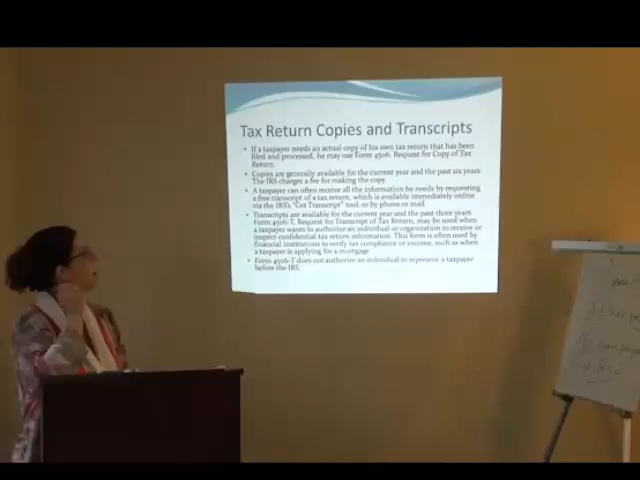 Tax Return Copies and Transcripts
• If a taxpayer needs an actual copy of his own tax return that has been
filed and processed, he may use Form 4506, Request for Copy of Tax
Return.
• Copies are generally available for the current year and the past six years.
The IRS charges a fee for making the copy.
• A taxpayer can often receive all the information he needs by requesting
a free transcript of a tax return, which is available immediately online
via the IRS's "Get Transcript" tool, or by phone or mail.
• Transcripts are available for the current year and the past three years.
Form 4506-T, Request for Transcript of Tax Return, may be used when
a taxpayer wants to authorize an individual or organization to receive or
inspect confidential tax return information. This form is often used by
financial institutions to verify tax compliance or income, such as when
a taxpayer is applying for a mortgage.
• Form 4506-T does not authorize an individual to represent a taxpayer
before the IRS.